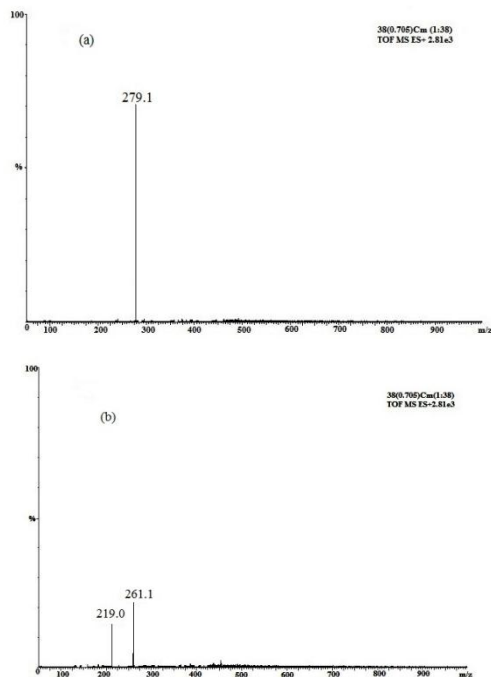 100
(a)
38(0.705)Cm (1:38)
TOF MS ES+ 2.81e3
279.1
%
0 100 200 300 400 500 600 700 800 900 m/z
100
(b)
38(0.705)Cm(1:38)
TOF MS ES+2.81e3
%
219.0
261.1
0 100 200 300 400 500 600 700 800 900 m/z